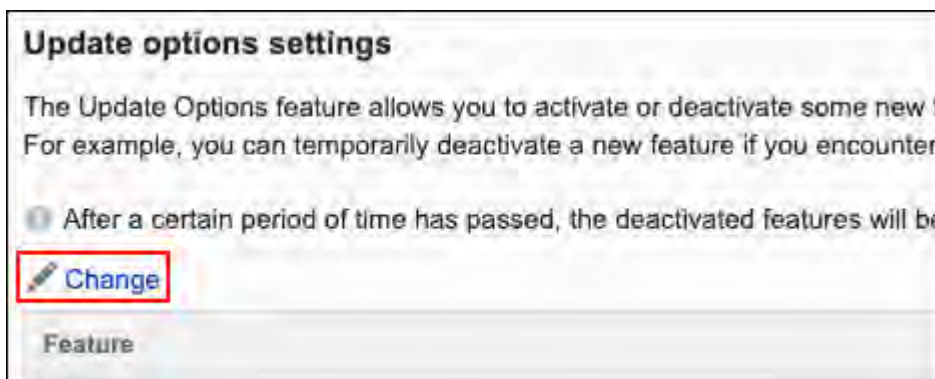 Update options settings
The Update Options feature allows you to activate or deactivate some new
For example, you can temporarily deactivate a new feature if you encounter
After a certain period of time has passed, the deactivated features will be
Change
Feature